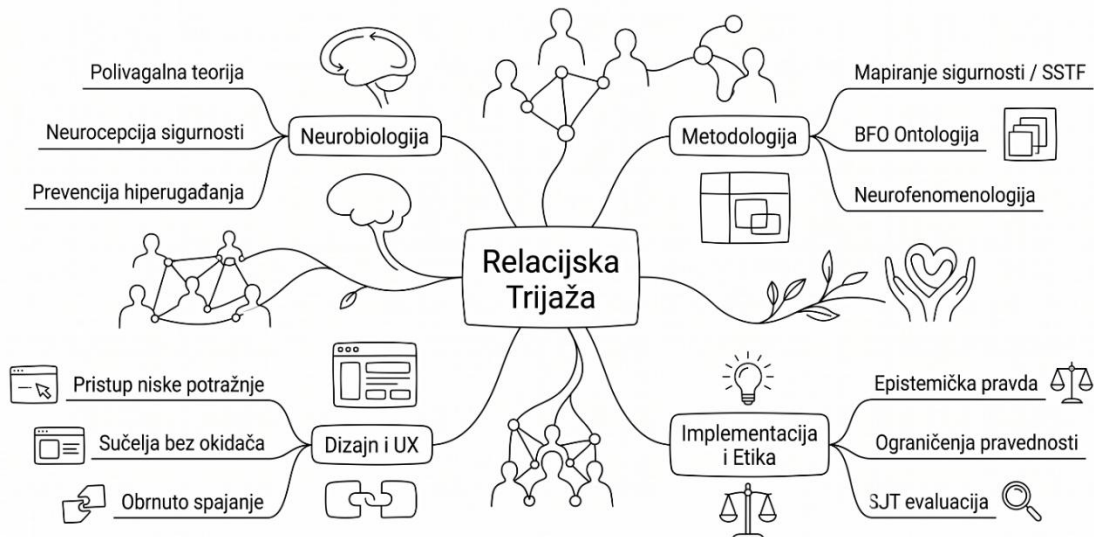 Relacijska
Trijaža
Neurobiologija
Polivagalna teorija
Neurocepcija sigurnosti
Prevencija hiperugađanja
Metodologija
Mapiranje sigurnosti / SSTF
BFO Ontologija
Neurofenomenologija
Dizajn i UX
Pristup niske potražnje
Sučelja bez okidača
Obrnuto spajanje
Implementacija
i Etika
Epistemička pravda
Ograničenja pravednosti
SJT evaluacija